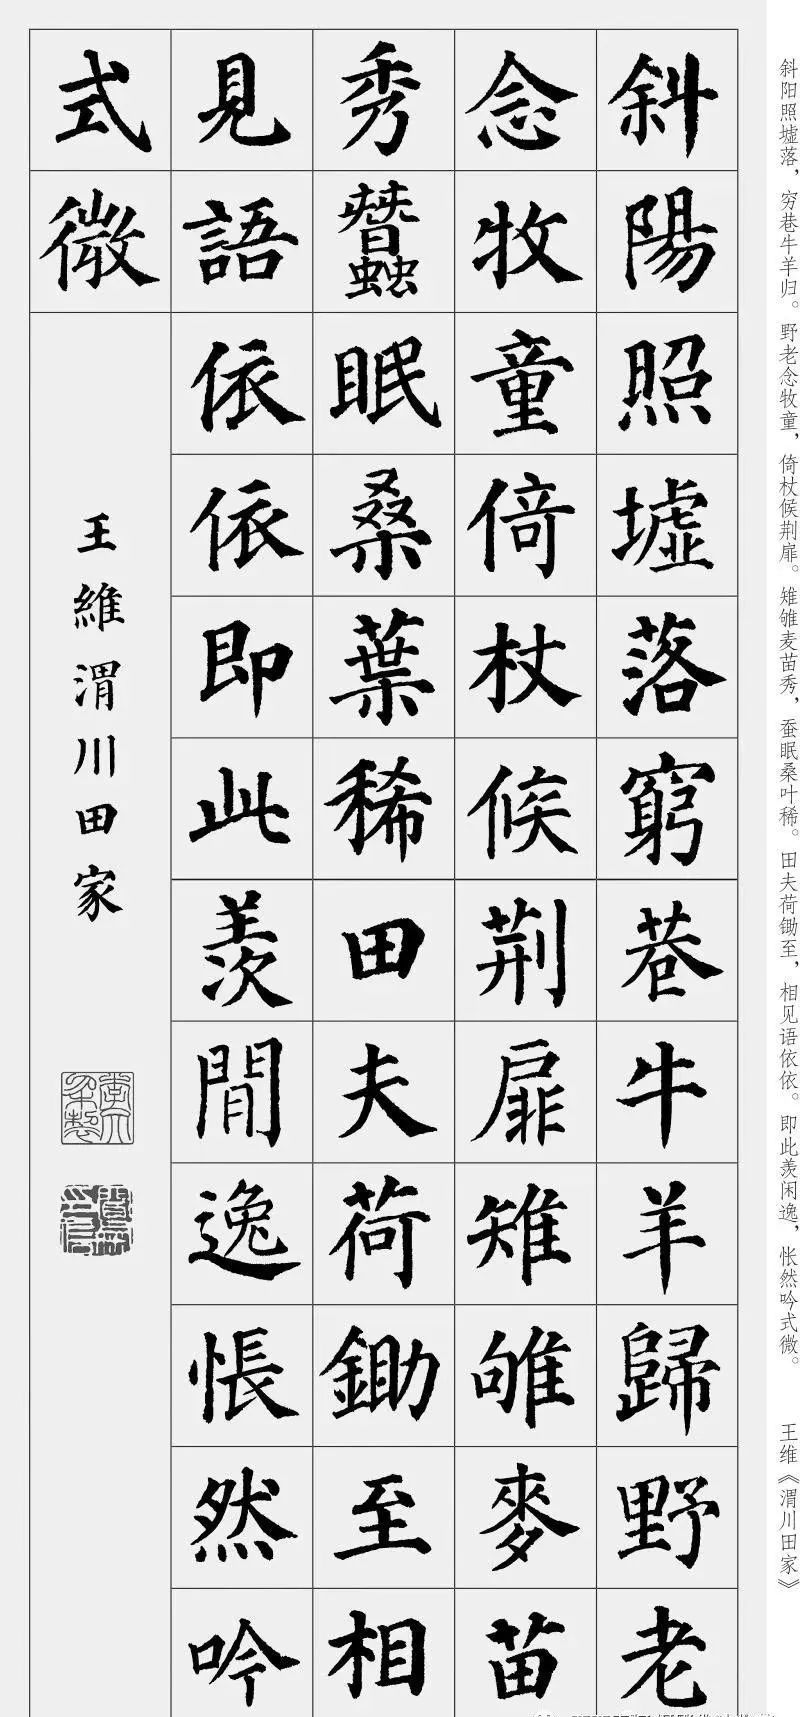 斜陽照墟落窮巷牛羊歸野老
念牧童倚杖候荆扉雉雊麥苗
秀蠶眠桑葉稀田夫荷鋤至相
見語依依即此羨閒逸悵然吟
式微
王維渭川田家
斜阳照墟落，穷巷牛羊归。野老念牧童，倚杖候荆扉。雉雊麦苗秀，蚕眠桑叶稀。田夫荷锄至，相见语依依。即此羡闲逸，怅然吟式微。 王维《渭川田家》